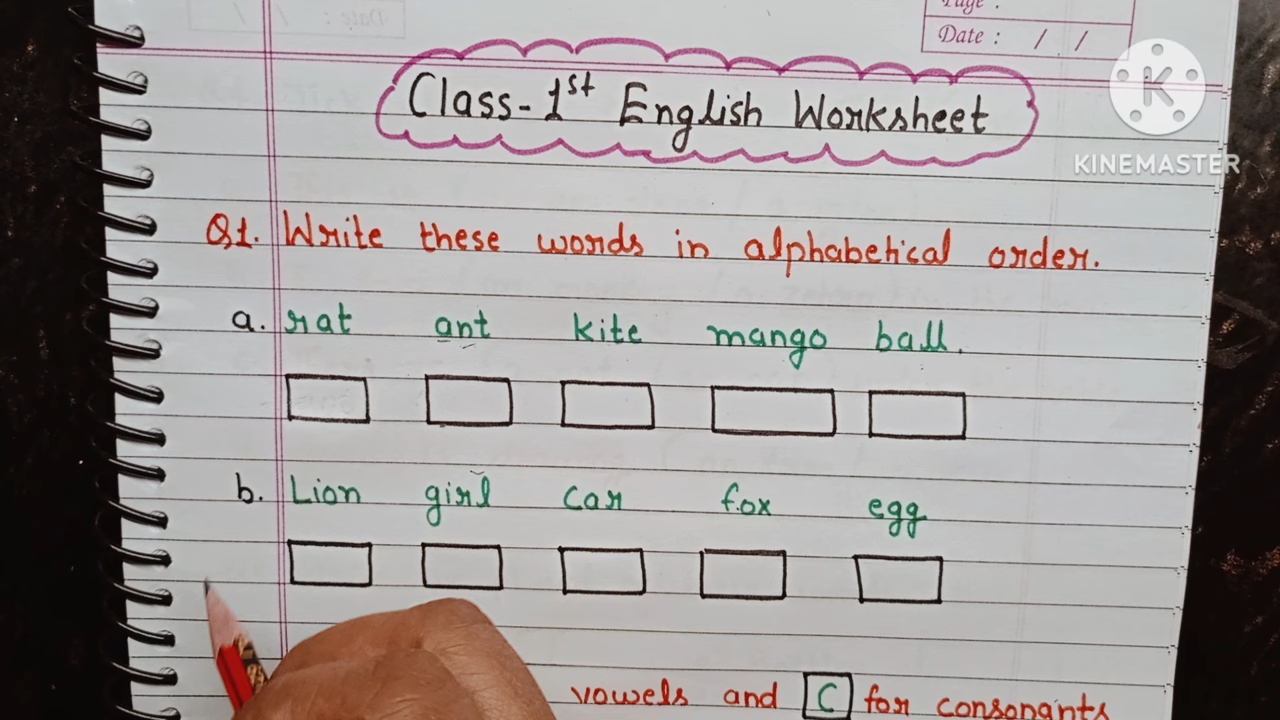 Page :
Date :    /    /
Class-1st English Worksheet
KINEMASTER
Q1. Write these words in alphabetical order.
a. rat ant kite mango ball.
b. Lion girl car fox egg
vowels and C for consonants